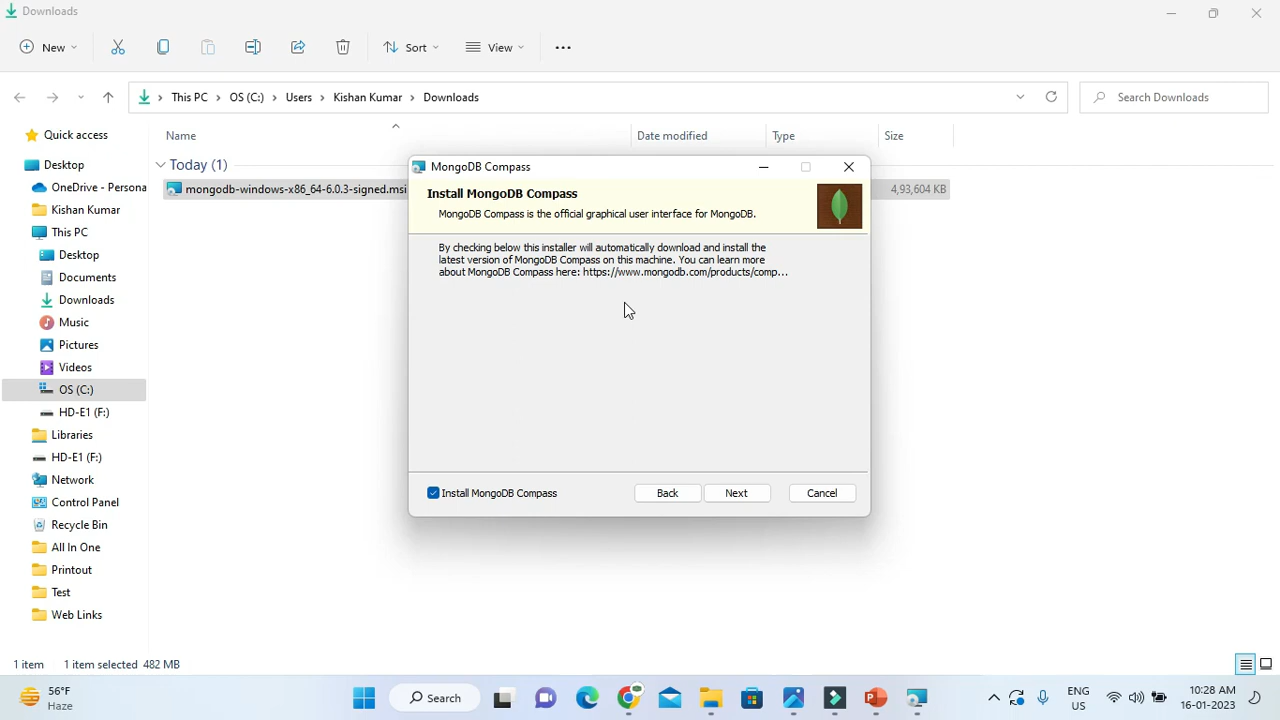 Downloads
New
Sort
View
This PC
OS (C:)
Users
Kishan Kumar
Downloads
Search Downloads
Quick access
Desktop
OneDrive - Persona
Kishan Kumar
This PC
Desktop
Documents
Downloads
Music
Pictures
Videos
OS (C:)
HD-E1 (F:)
Libraries
HD-E1 (F:)
Network
Control Panel
Recycle Bin
All In One
Printout
Test
Web Links
Name
Date modified
Type
Size
Today (1)
mongodb-windows-x86_64-6.0.3-signed.msi
4,93,604 KB
MongoDB Compass
Install MongoDB Compass
MongoDB Compass is the official graphical user interface for MongoDB.
By checking below this installer will automatically download and install the
latest version of MongoDB Compass on this machine. You can learn more
about MongoDB Compass here: https://www.mongodb.com/products/comp...
Install MongoDB Compass
Back
Next
Cancel
1 item
1 item selected 482 MB
56°F
Haze
Search
ENG
US
10:28 AM
16-01-2023